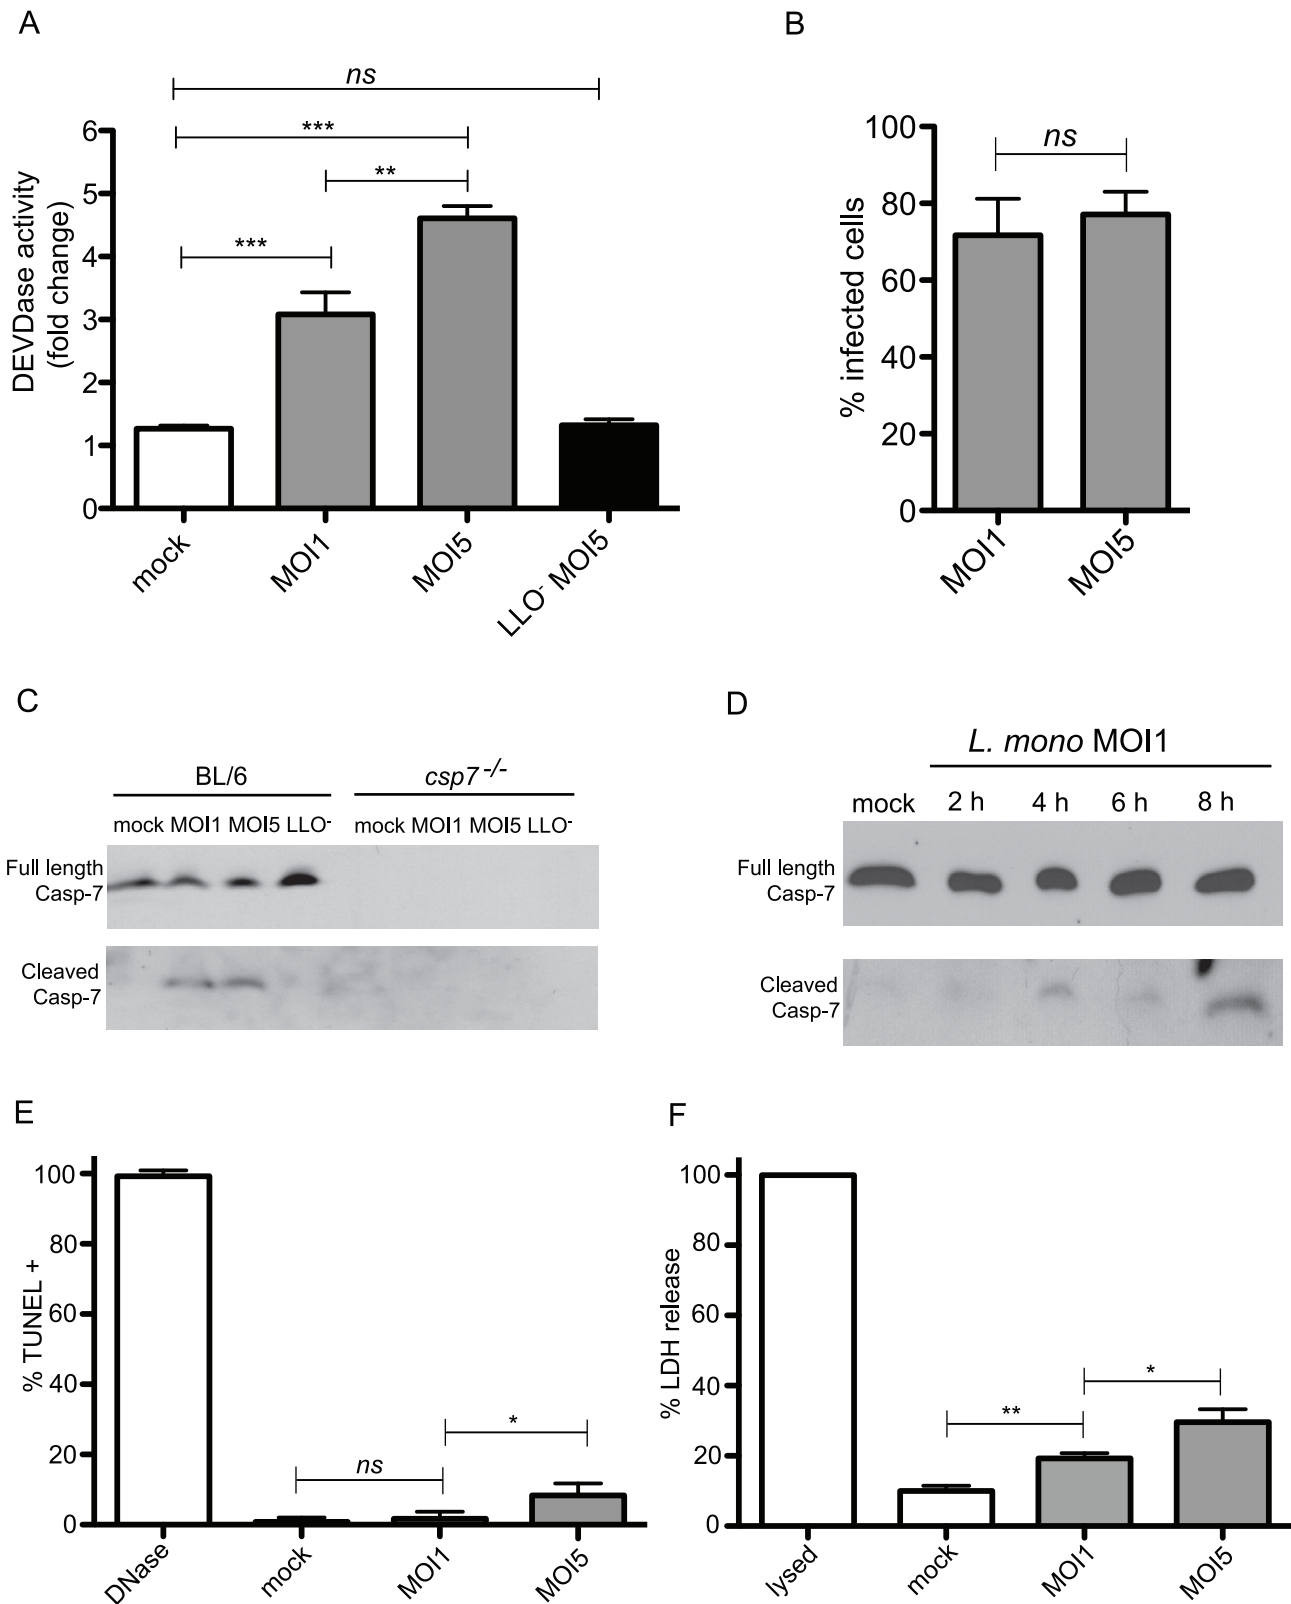 A
ns
***
**
***
6
5
4
3
2
1
0
DEVDase activity
(fold change)
mock
MOI1
MOI5
LLO⁻ MOI5
B
ns
100
80
60
40
20
0
% infected cells
MOI1
MOI5
C
BL/6 csp7 -/-
mock MOI1 MOI5 LLO⁻ mock MOI1 MOI5 LLO⁻
Full length
Casp-7
Cleaved
Casp-7
D
L. mono MOI1
mock 2 h 4 h 6 h 8 h
Full length
Casp-7
Cleaved
Casp-7
E
100
80
60
40
20
0
% TUNEL +
ns
*
DNase
mock
MOI1
MOI5
F
100
80
60
40
20
0
% LDH release
**
*
lysed
mock
MOI1
MOI5